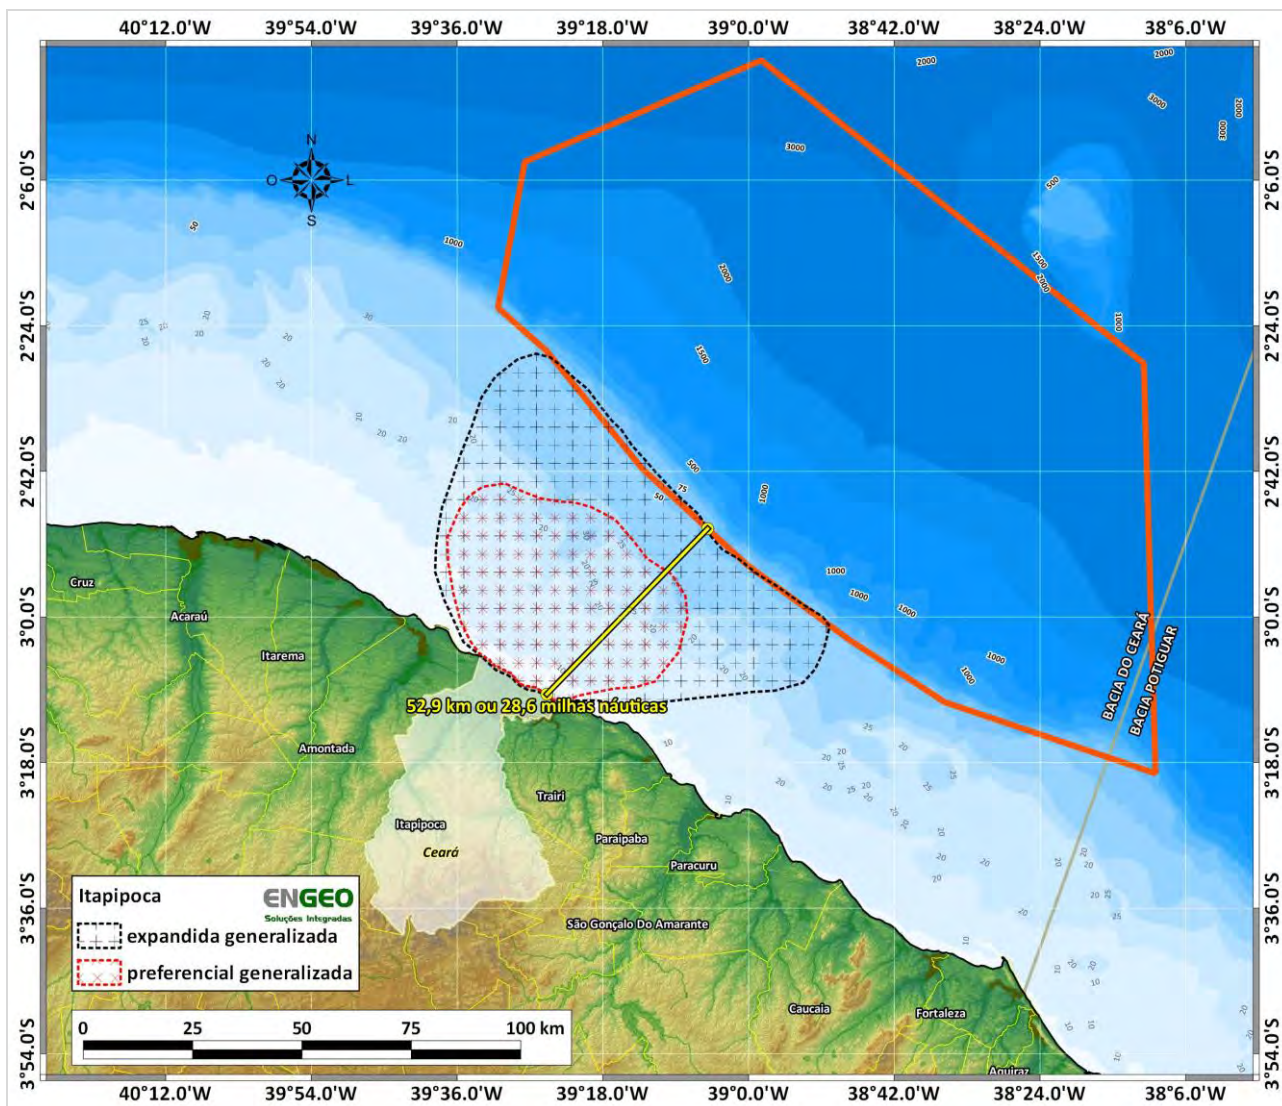 40°12.0'W 39°54.0'W 39°36.0'W 39°18.0'W 39°0.0'W 38°42.0'W 38°24.0'W 38°6.0'W
2°6.0'S
2°24.0'S
2°42.0'S
3°0.0'S
3°18.0'S
3°36.0'S
3°54.0'S
2°6.0'S
2°24.0'S
2°42.0'S
3°0.0'S
3°18.0'S
3°36.0'S
3°54.0'S
N
O L
S
2000
2000
3000
2000
3000
3000
500
50
1000
2000
1500
2000
1000
1500
500
75
50
1000
1000
1000
1000
1000
1000
Cruz
Acaraú
Itarema
Amontada
52,9 km ou 28,6 milhas náuticas
BACIA DO CEARÁ
BACIA POTIGUAR
Trairi
Itapipoca
Ceará
Paraipaba
Paracuru
São Gonçalo Do Amarante
Caucaia
Fortaleza
Aquiraz
Itapipoca
ENGEO
Soluções Integradas
expandida generalizada
preferencial generalizada
0 25 50 75 100 km
40°12.0'W 39°54.0'W 39°36.0'W 39°18.0'W 39°0.0'W 38°42.0'W 38°24.0'W 38°6.0'W